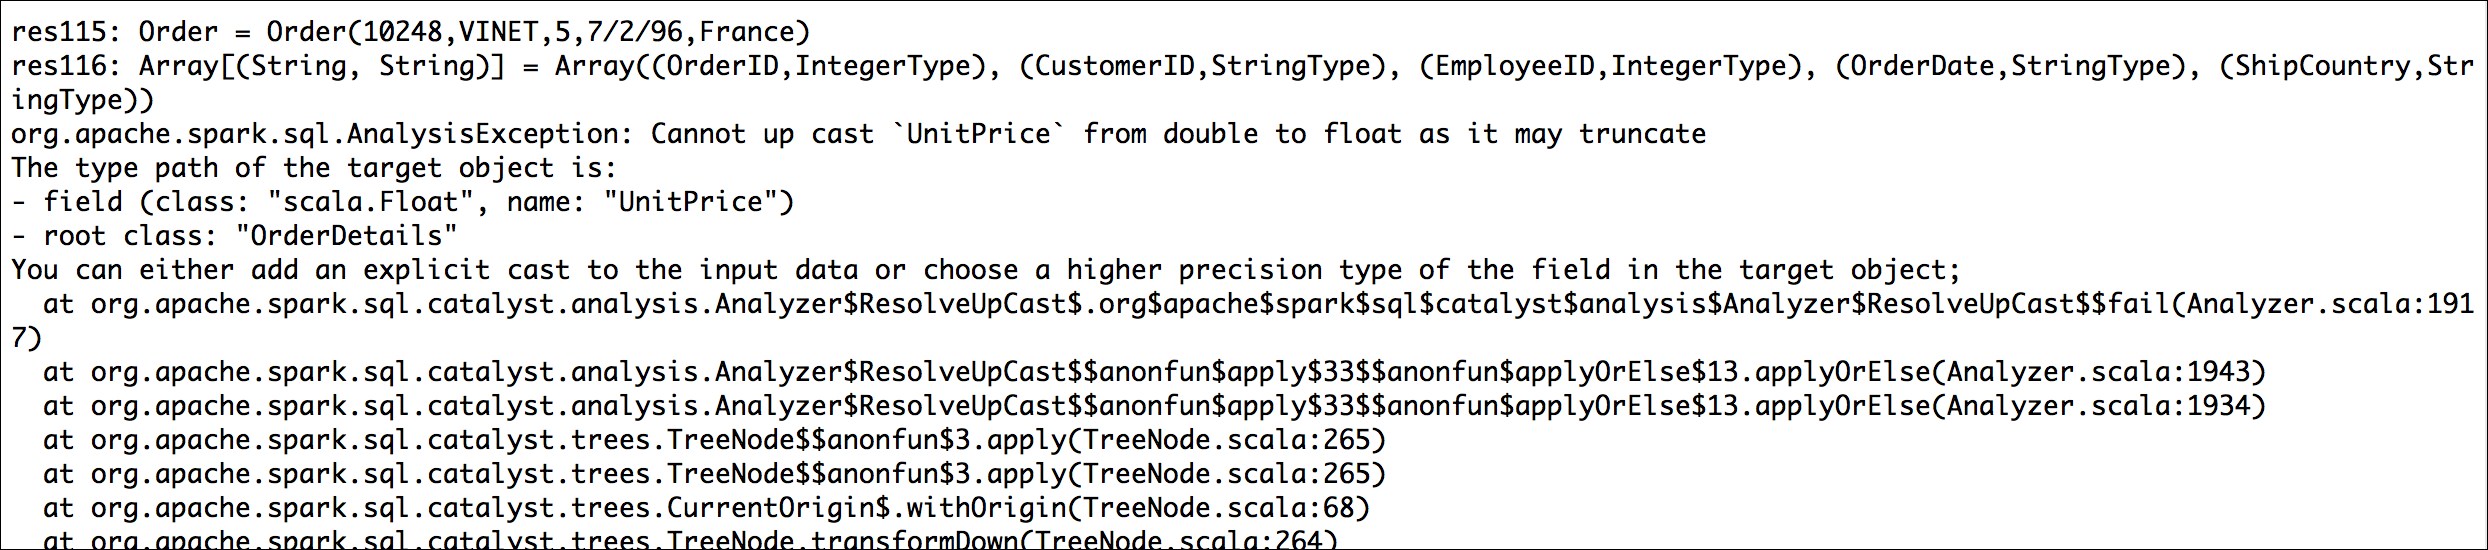 res115: Order = Order(10248,VINET,5,7/2/96,France)
res116: Array[(String, String)] = Array((OrderID,IntegerType), (CustomerID,StringType), (EmployeeID,IntegerType), (OrderDate,StringType), (ShipCountry,Str
ingType))
org.apache.spark.sql.AnalysisException: Cannot up cast `UnitPrice` from double to float as it may truncate
The type path of the target object is:
- field (class: "scala.Float", name: "UnitPrice")
- root class: "OrderDetails"
You can either add an explicit cast to the input data or choose a higher precision type of the field in the target object;
  at org.apache.spark.sql.catalyst.analysis.Analyzer$ResolveUpCast$.org$apache$spark$sql$catalyst$analysis$Analyzer$ResolveUpCast$$fail(Analyzer.scala:191
7)
  at org.apache.spark.sql.catalyst.analysis.Analyzer$ResolveUpCast$$anonfun$apply$33$$anonfun$applyOrElse$13.applyOrElse(Analyzer.scala:1943)
  at org.apache.spark.sql.catalyst.analysis.Analyzer$ResolveUpCast$$anonfun$apply$33$$anonfun$applyOrElse$13.applyOrElse(Analyzer.scala:1934)
  at org.apache.spark.sql.catalyst.trees.TreeNode$$anonfun$3.apply(TreeNode.scala:265)
  at org.apache.spark.sql.catalyst.trees.TreeNode$$anonfun$3.apply(TreeNode.scala:265)
  at org.apache.spark.sql.catalyst.trees.CurrentOrigin$.withOrigin(TreeNode.scala:68)
  at org.apache.spark.sql.catalyst.trees.TreeNode.transformDown(TreeNode.scala:264)